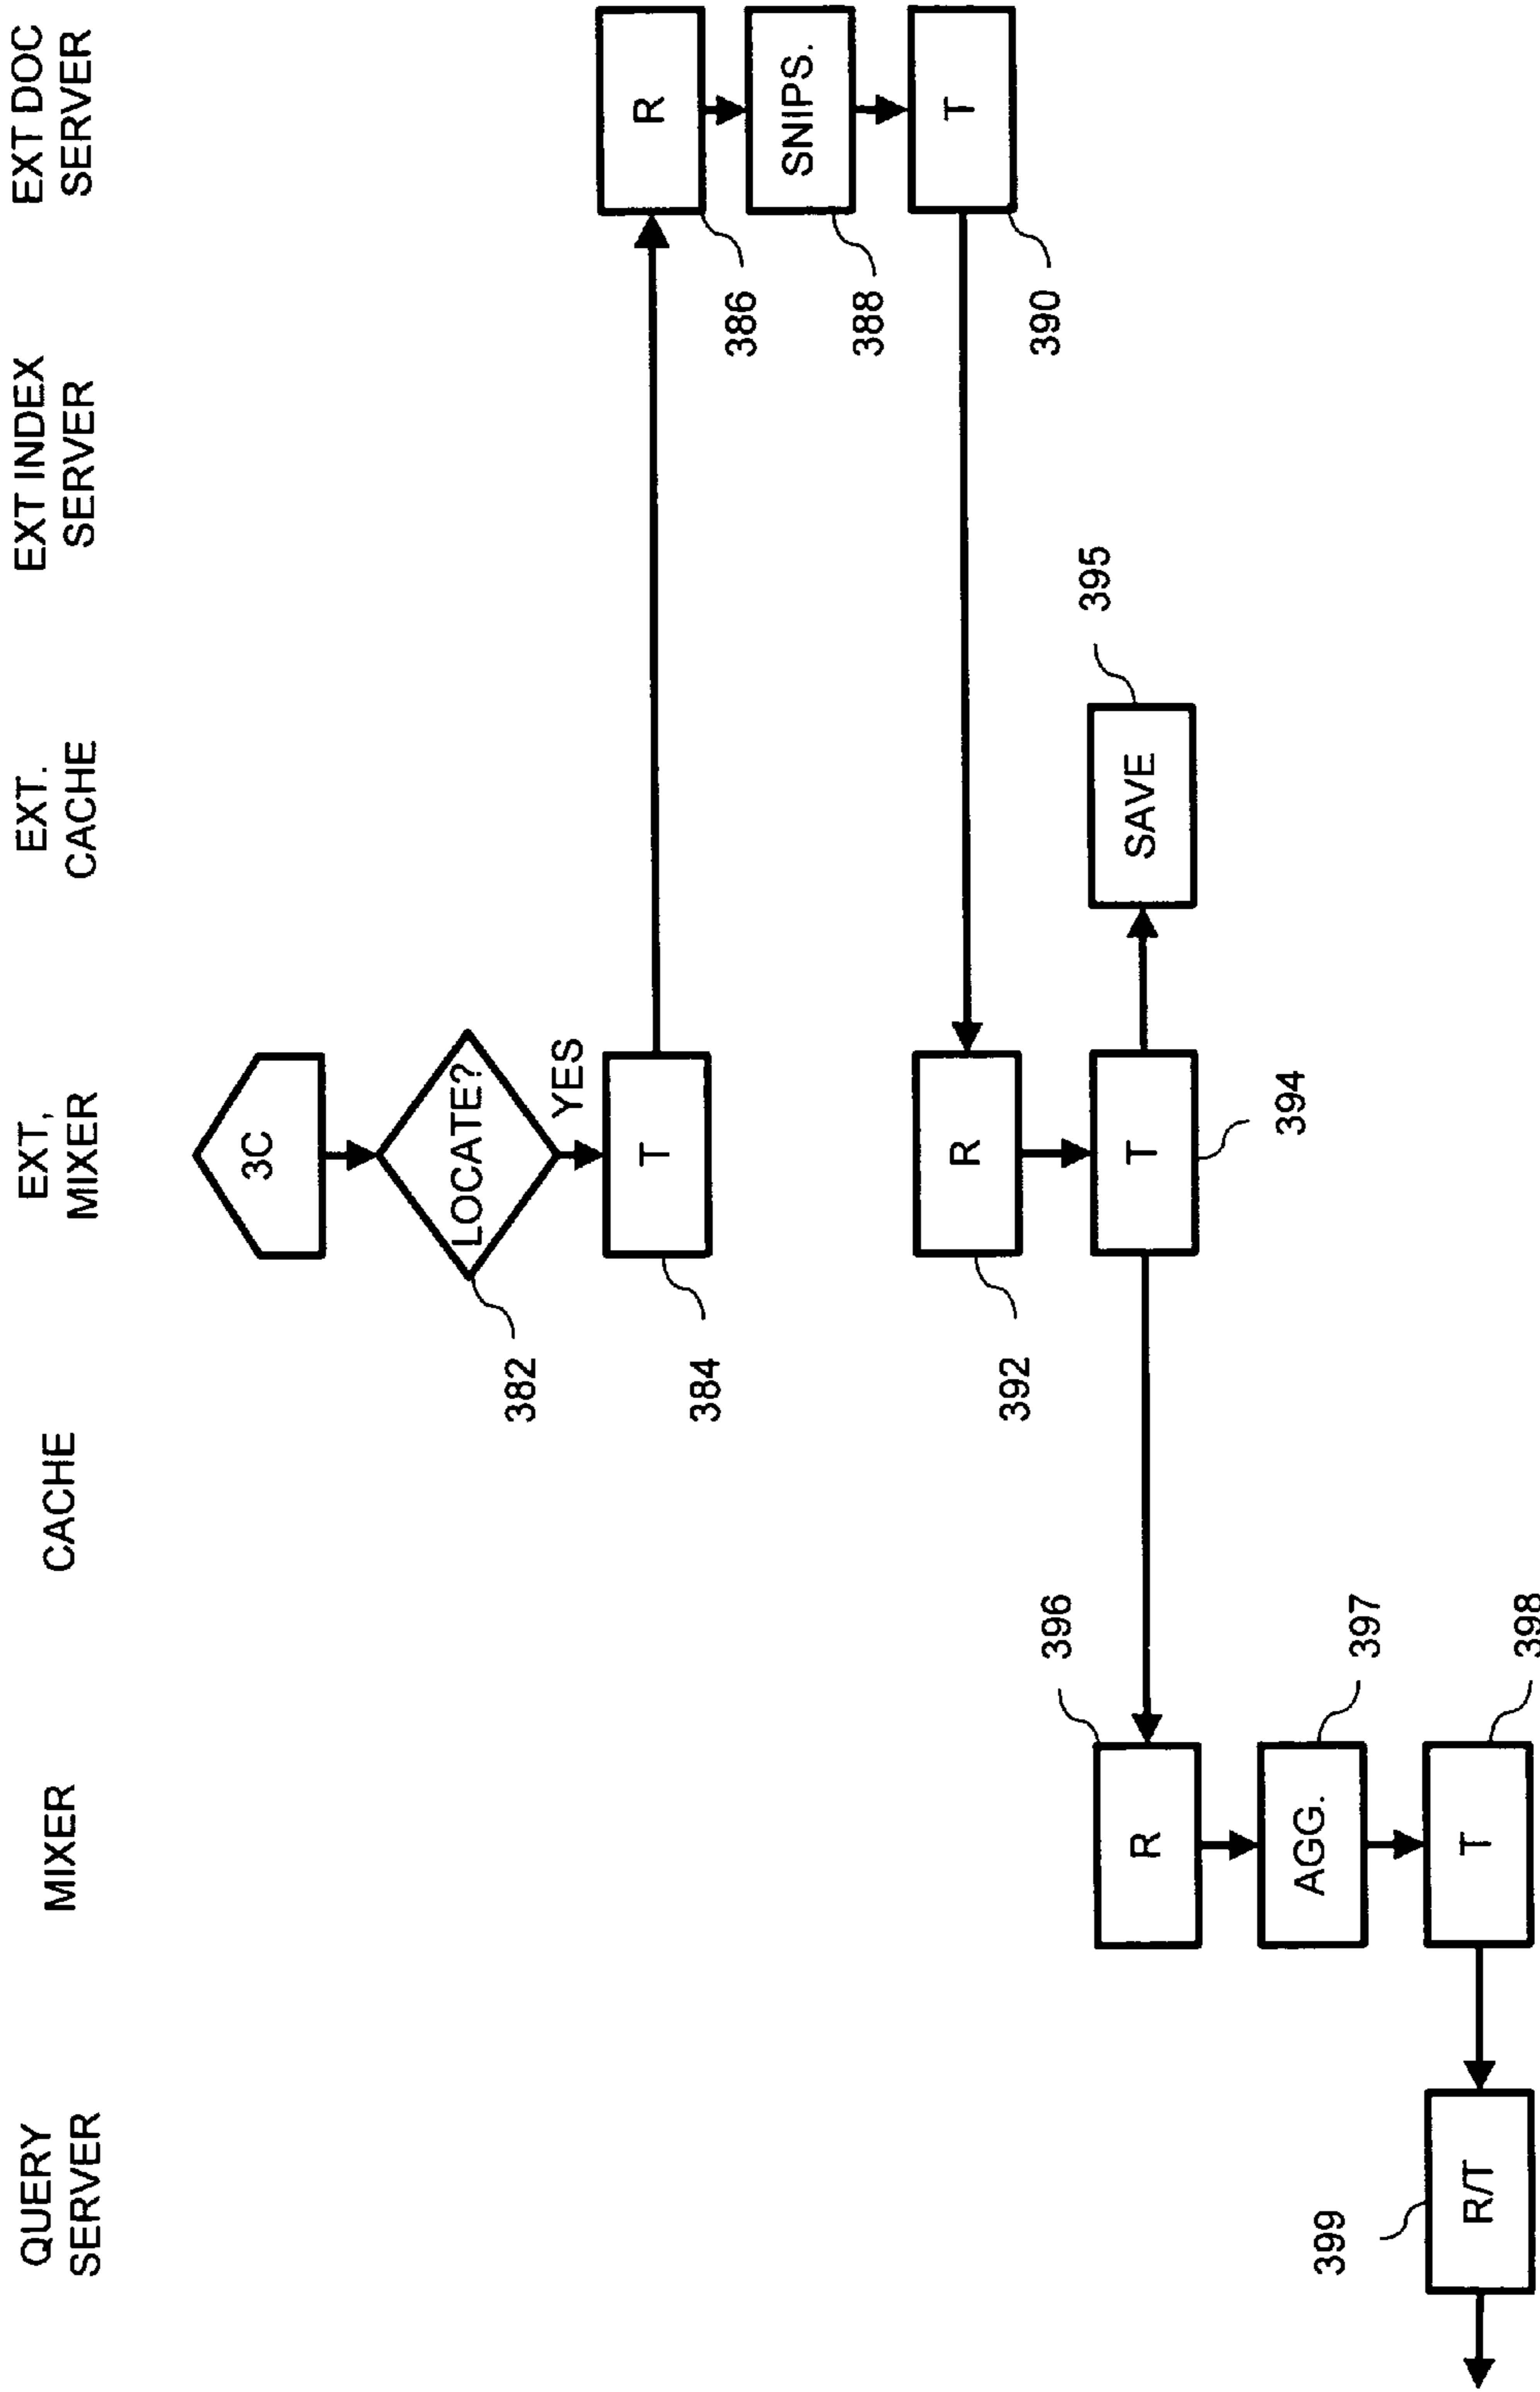 QUERY
SERVER
MIXER
CACHE
EXT,
MIXER
EXT.
CACHE
EXT INDEX
SERVER
EXT DOC
SERVER
3C
LOCATE?
382
YES
T
384
R
386
SNIPS.
388
T
390
R
392
T
394
SAVE
395
R
396
AGG.
397
T
398
R/T
399